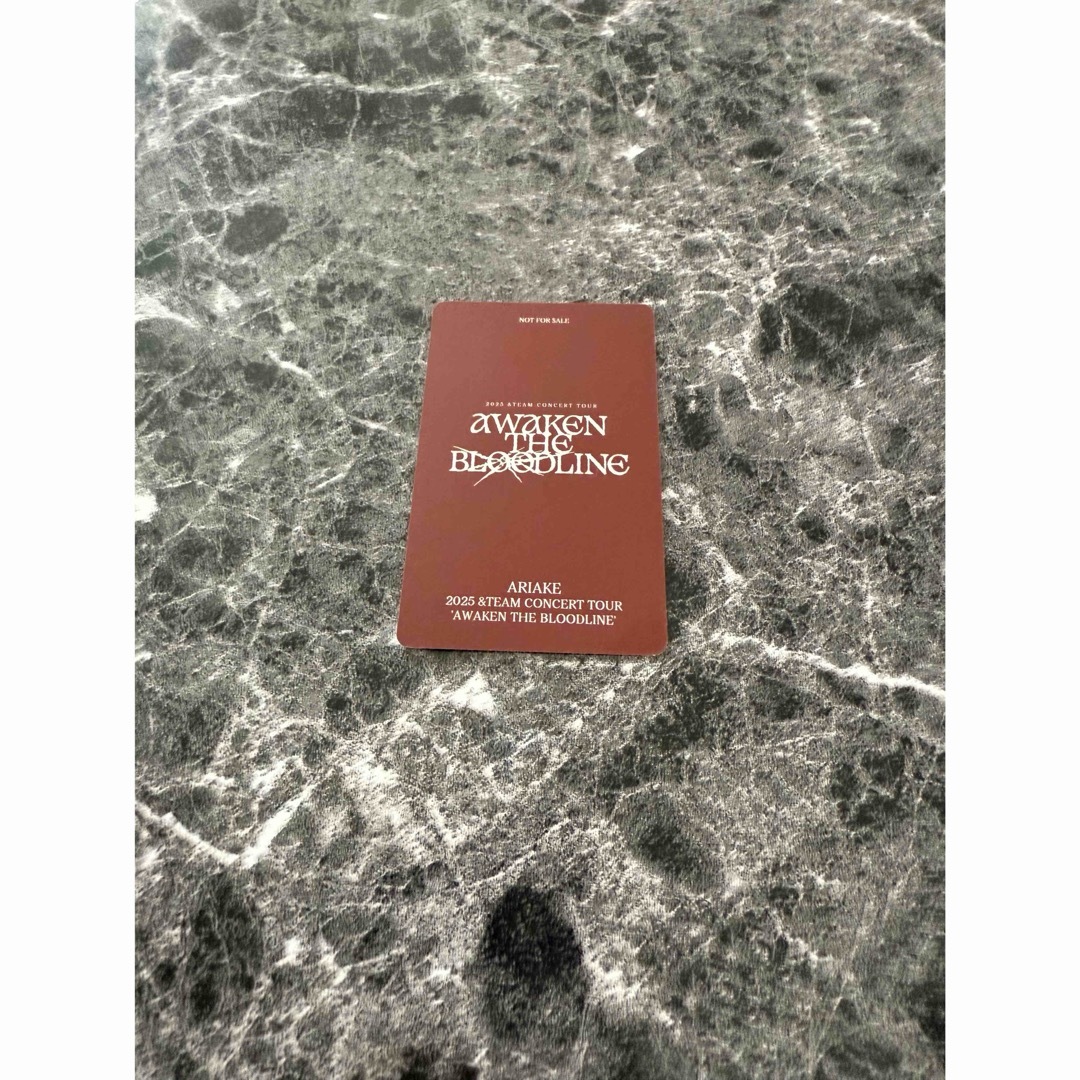 NOT FOR SALE
2025 &TEAM CONCERT TOUR
AWAKEN
THE
BLOODLINE
ARIAKE
2025 &TEAM CONCERT TOUR
'AWAKEN THE BLOODLINE'